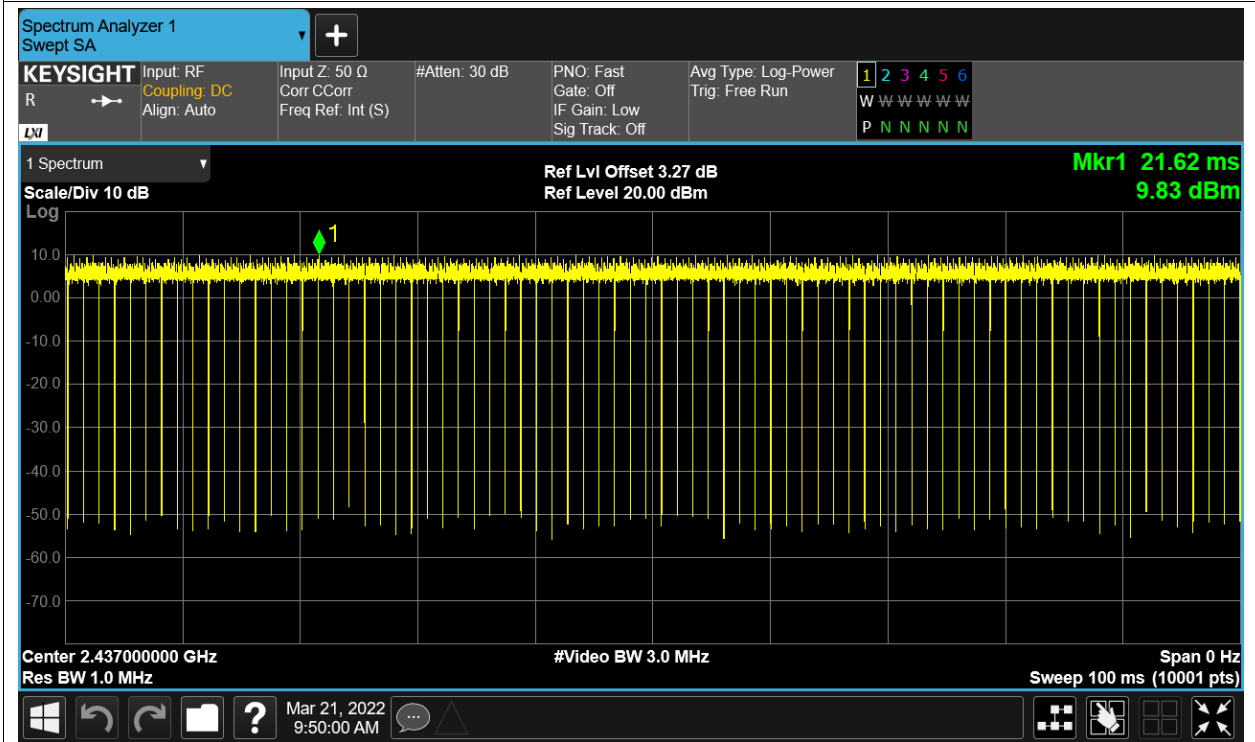 Spectrum Analyzer 1
Swept SA
▼
+
KEYSIGHT
R
LXI
Input: RF
Coupling: DC
Align: Auto
Input Z: 50 Ω
Corr CCorr
Freq Ref: Int (S)
#Atten: 30 dB
PNO: Fast
Gate: Off
IF Gain: Low
Sig Track: Off
Avg Type: Log-Power
Trig: Free Run
1 2 3 4 5 6
W W W W W W
P N N N N N
1 Spectrum ▼
Scale/Div 10 dB
Log
Ref Lvl Offset 3.27 dB
Ref Level 20.00 dBm
Mkr1 21.62 ms
9.83 dBm
1
10.0
0.00
-10.0
-20.0
-30.0
-40.0
-50.0
-60.0
-70.0
Center 2.437000000 GHz
Res BW 1.0 MHz
#Video BW 3.0 MHz
Span 0 Hz
Sweep 100 ms (10001 pts)
?
Mar 21, 2022
9:50:00 AM